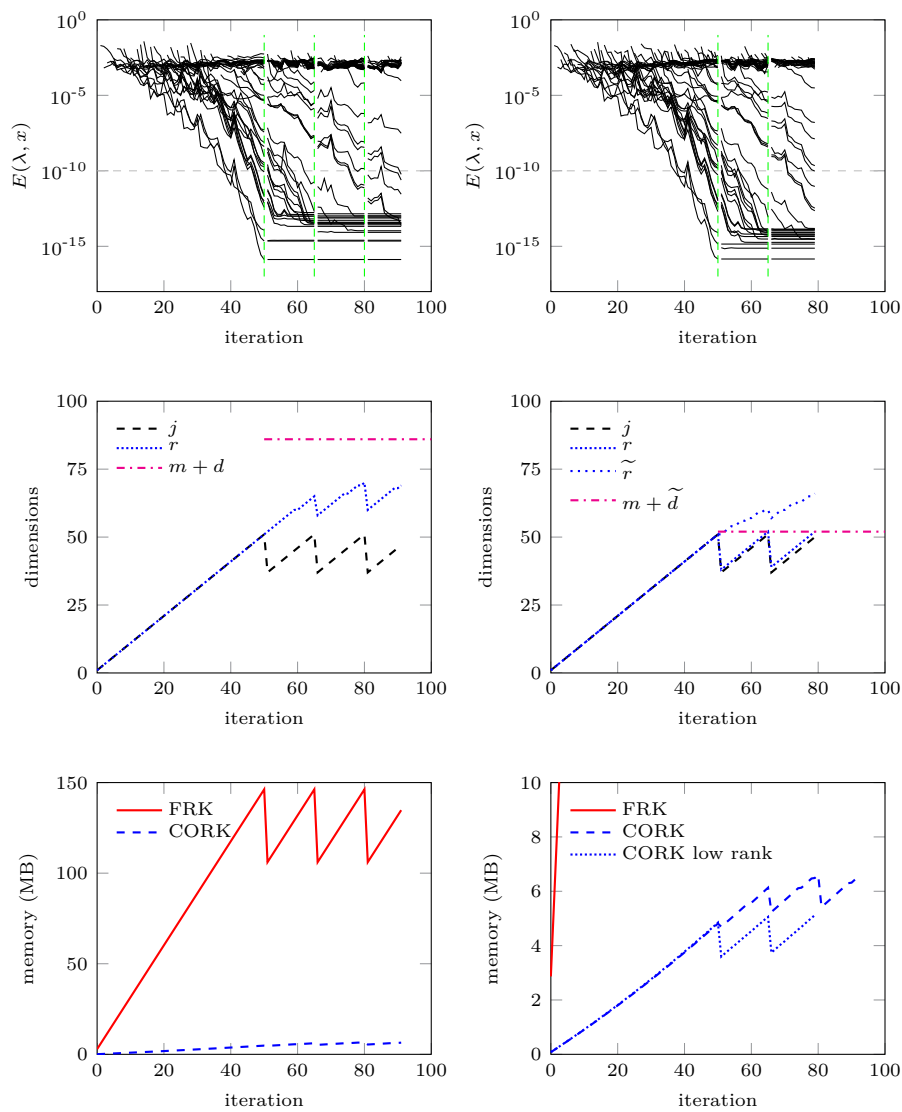 10^0
10^-5
10^-10
10^-15
E(λ, x)
0 20 40 60 80 100
iteration
10^0
10^-5
10^-10
10^-15
E(λ, x)
0 20 40 60 80 100
iteration
100
75
50
25
0
dimensions
j
r
m + d
0 20 40 60 80 100
iteration
100
75
50
25
0
dimensions
j
r
r̃
m + d̃
0 20 40 60 80 100
iteration
150
100
50
0
memory (MB)
FRK
CORK
0 20 40 60 80 100
iteration
10
8
6
4
2
0
memory (MB)
FRK
CORK
CORK low rank
0 20 40 60 80 100
iteration